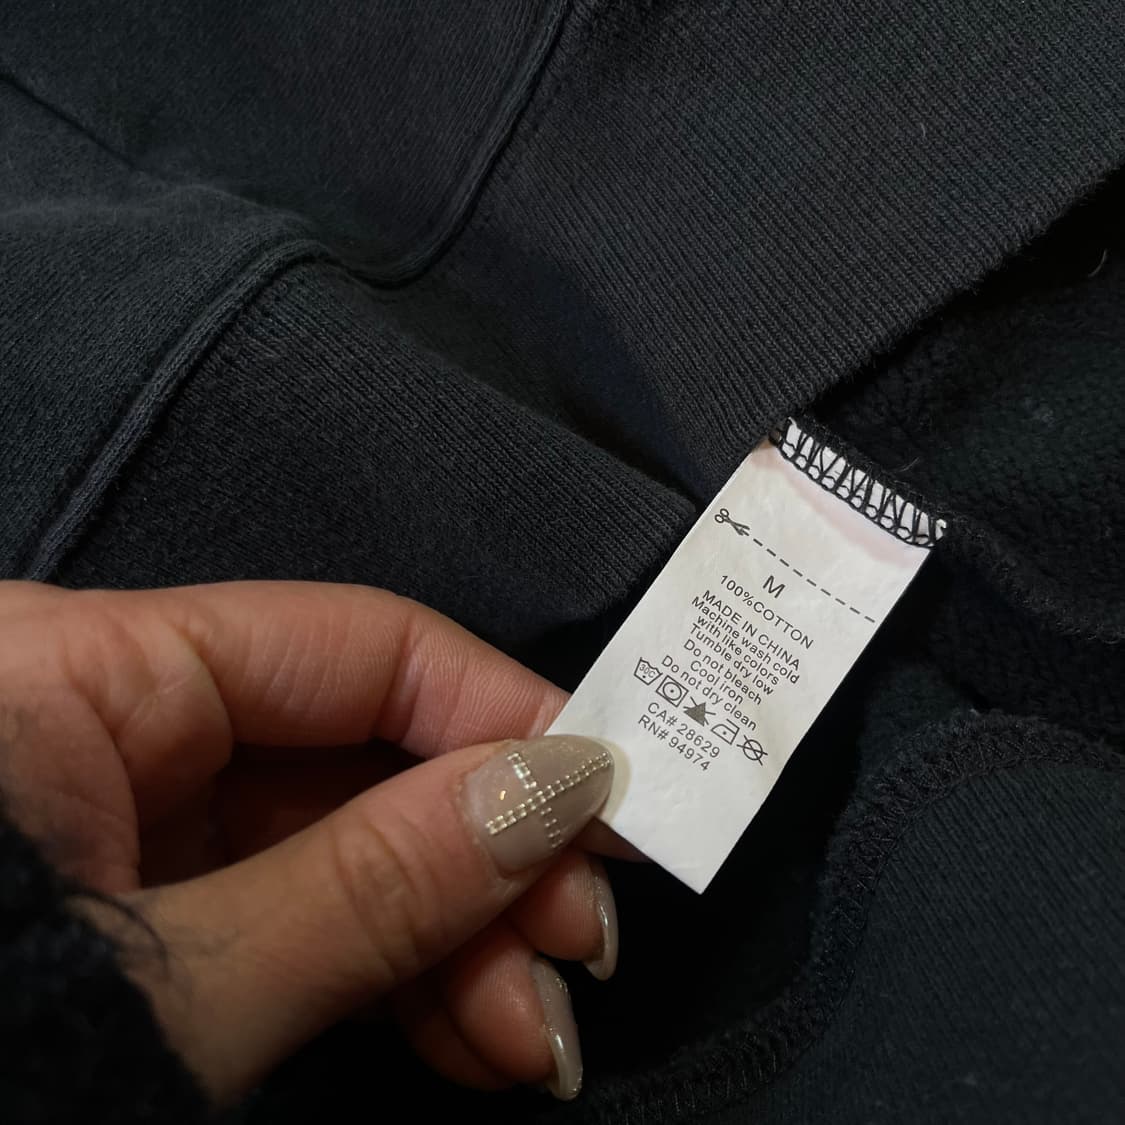 M
100%COTTON
MADE IN CHINA
Machine wash cold
with like colors
Tumble dry low
Do not bleach
Cool iron
Do not dry clean
30C
CA# 28629
RN# 94974